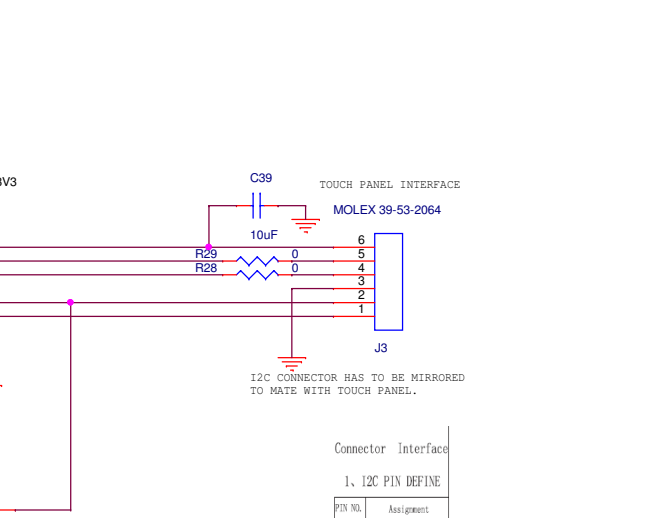 3V3
C39
TOUCH PANEL INTERFACE
MOLEX 39-53-2064
10uF
6
R29 0 5
R28 0 4
3
2
1
J3
I2C CONNECTOR HAS TO BE MIRRORED
TO MATE WITH TOUCH PANEL.
Connector Interface
1、I2C PIN DEFINE
PIN NO. Assignment